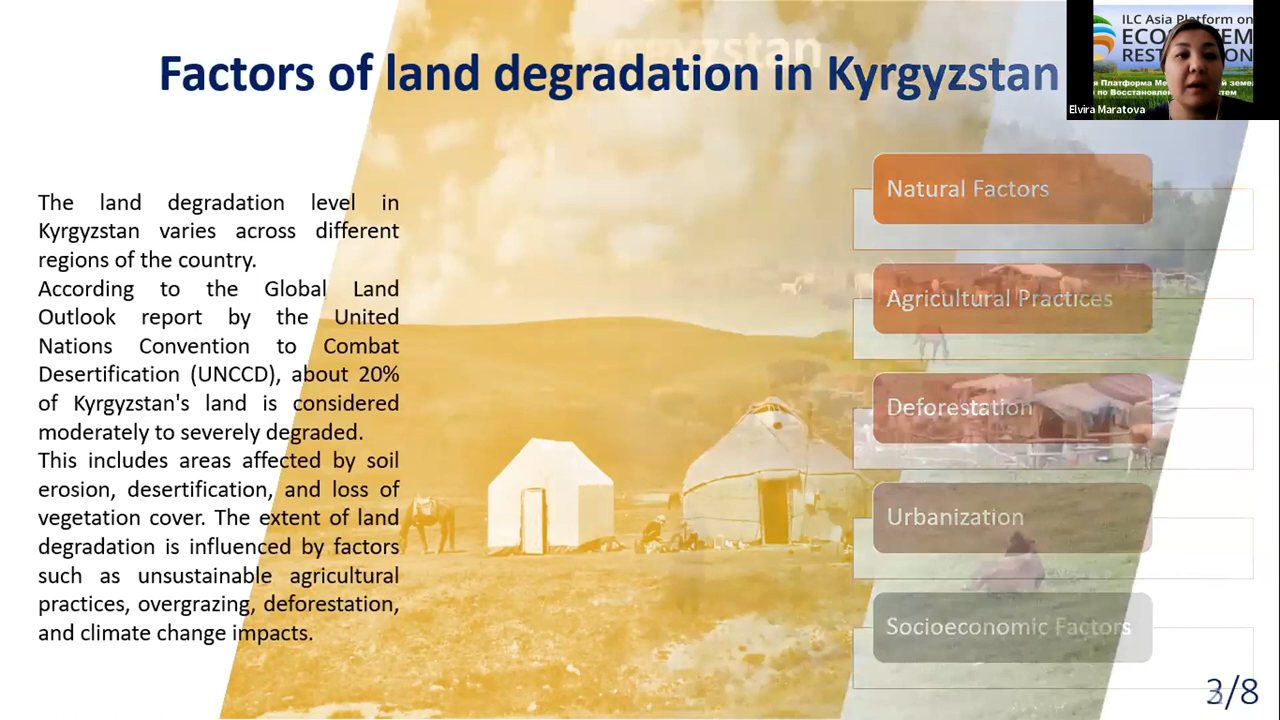 Factors of land degradation in Kyrgyzstan
ILC Asia Platform on
ECOSYSTEM
RESTORATION
Elvira Maratova
The land degradation level in
Kyrgyzstan varies across different
regions of the country.
According to the Global Land
Outlook report by the United
Nations Convention to Combat
Desertification (UNCCD), about 20%
of Kyrgyzstan's land is considered
moderately to severely degraded.
This includes areas affected by soil
erosion, desertification, and loss of
vegetation cover. The extent of land
degradation is influenced by factors
such as unsustainable agricultural
practices, overgrazing, deforestation,
and climate change impacts.
Natural Factors
Agricultural Practices
Deforestation
Urbanization
Socioeconomic Factors
/8